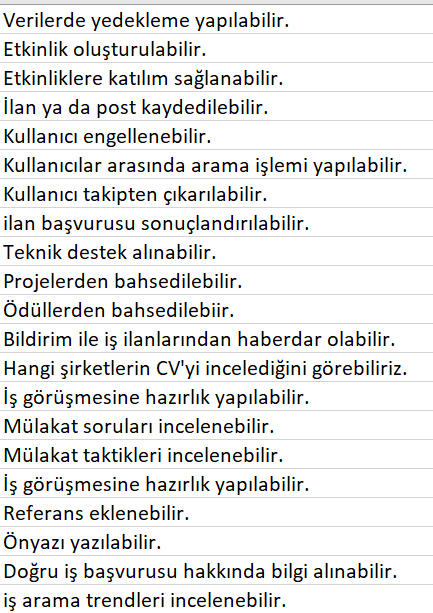 Verilerde yedekleme yapılabilir.
Etkinlik oluşturulabilir.
Etkinliklere katılım sağlanabilir.
İlan ya da post kaydedilebilir.
Kullanıcı engellenebilir.
Kullanıcılar arasında arama işlemi yapılabilir.
Kullanıcı takipten çıkarılabilir.
ilan başvurusu sonuçlandırılabilir.
Teknik destek alınabilir.
Projelerden bahsedilebilir.
Ödüllerden bahsedilebiir.
Bildirim ile iş ilanlarından haberdar olabilir.
Hangi şirketlerin CV'yi incelediğini görebiliriz.
İş görüşmesine hazırlık yapılabilir.
Mülakat soruları incelenebilir.
Mülakat taktikleri incelenebilir.
İş görüşmesine hazırlık yapılabilir.
Referans eklenebilir.
Önyazı yazılabilir.
Doğru iş başvurusu hakkında bilgi alınabilir.
iş arama trendleri incelenebilir.